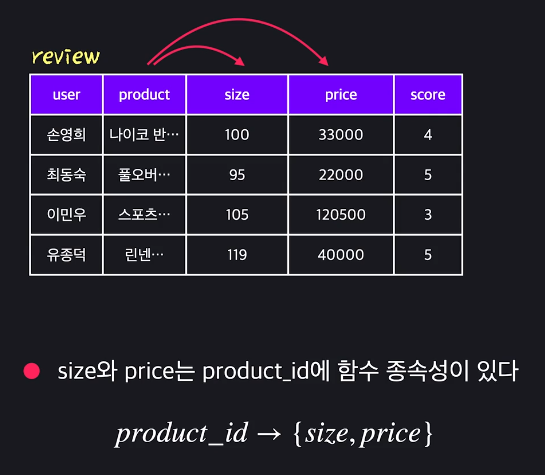 review
user product size price score
손영희 나이코 반… 100 33000 4
최동숙 풀오버… 95 22000 5
이민우 스포츠… 105 120500 3
유종덕 린넨… 119 40000 5
size와 price는 product_id에 함수 종속성이 있다
product_id → {size, price}